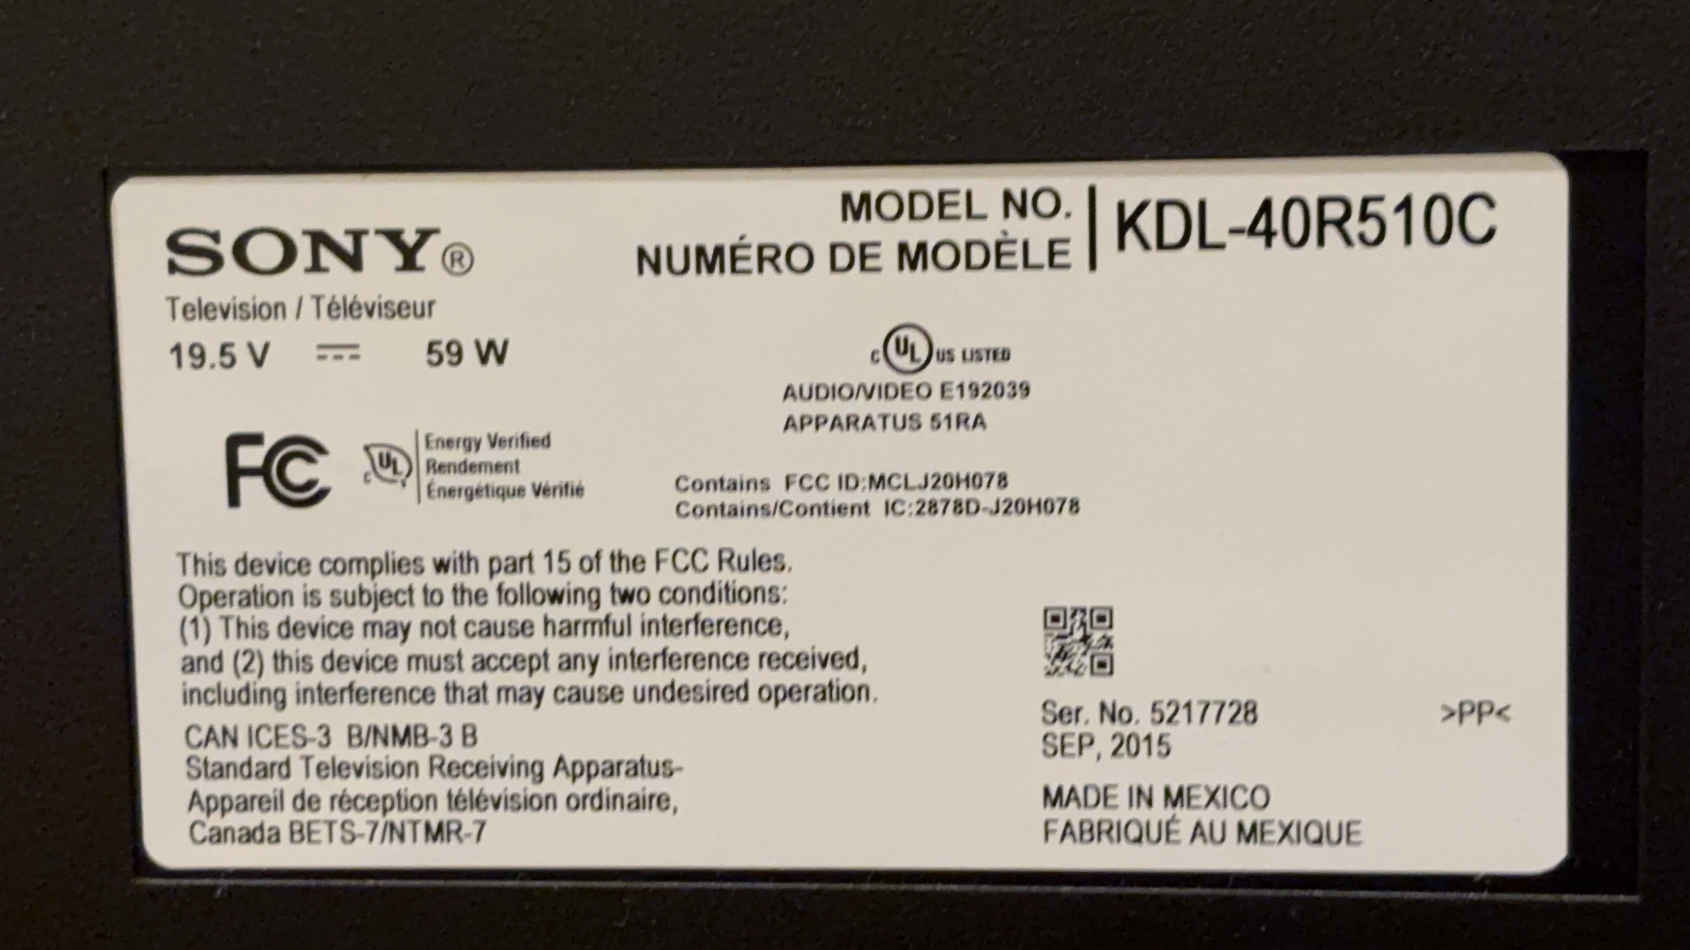 SONY®
MODEL NO.
NUMÉRO DE MODÈLE
KDL-40R510C
Television / Téléviseur
19.5 V 59 W
c UL US LISTED
AUDIO/VIDEO E192039
APPARATUS 51RA
FC
c UL
Energy Verified
Rendement
Énergétique Vérifié
Contains FCC ID:MCLJ20H078
Contains/Contient IC:2878D-J20H078
This device complies with part 15 of the FCC Rules.
Operation is subject to the following two conditions:
(1) This device may not cause harmful interference,
and (2) this device must accept any interference received,
including interference that may cause undesired operation.
CAN ICES-3 B/NMB-3 B
Standard Television Receiving Apparatus-
Appareil de réception télévision ordinaire,
Canada BETS-7/NTMR-7
Ser. No. 5217728
>PP<
SEP, 2015
MADE IN MEXICO
FABRIQUÉ AU MEXIQUE